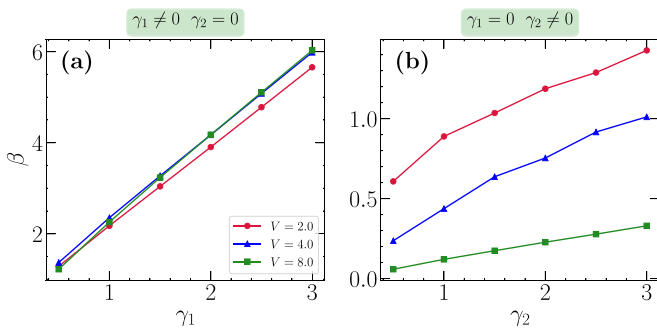 γ₁ ≠ 0 γ₂ = 0
γ₁ = 0 γ₂ ≠ 0
(a)
(b)
β
6
4
2
1
2
3
γ₁
V = 2.0
V = 4.0
V = 8.0
1.0
0.5
0.0
1
2
3
γ₂